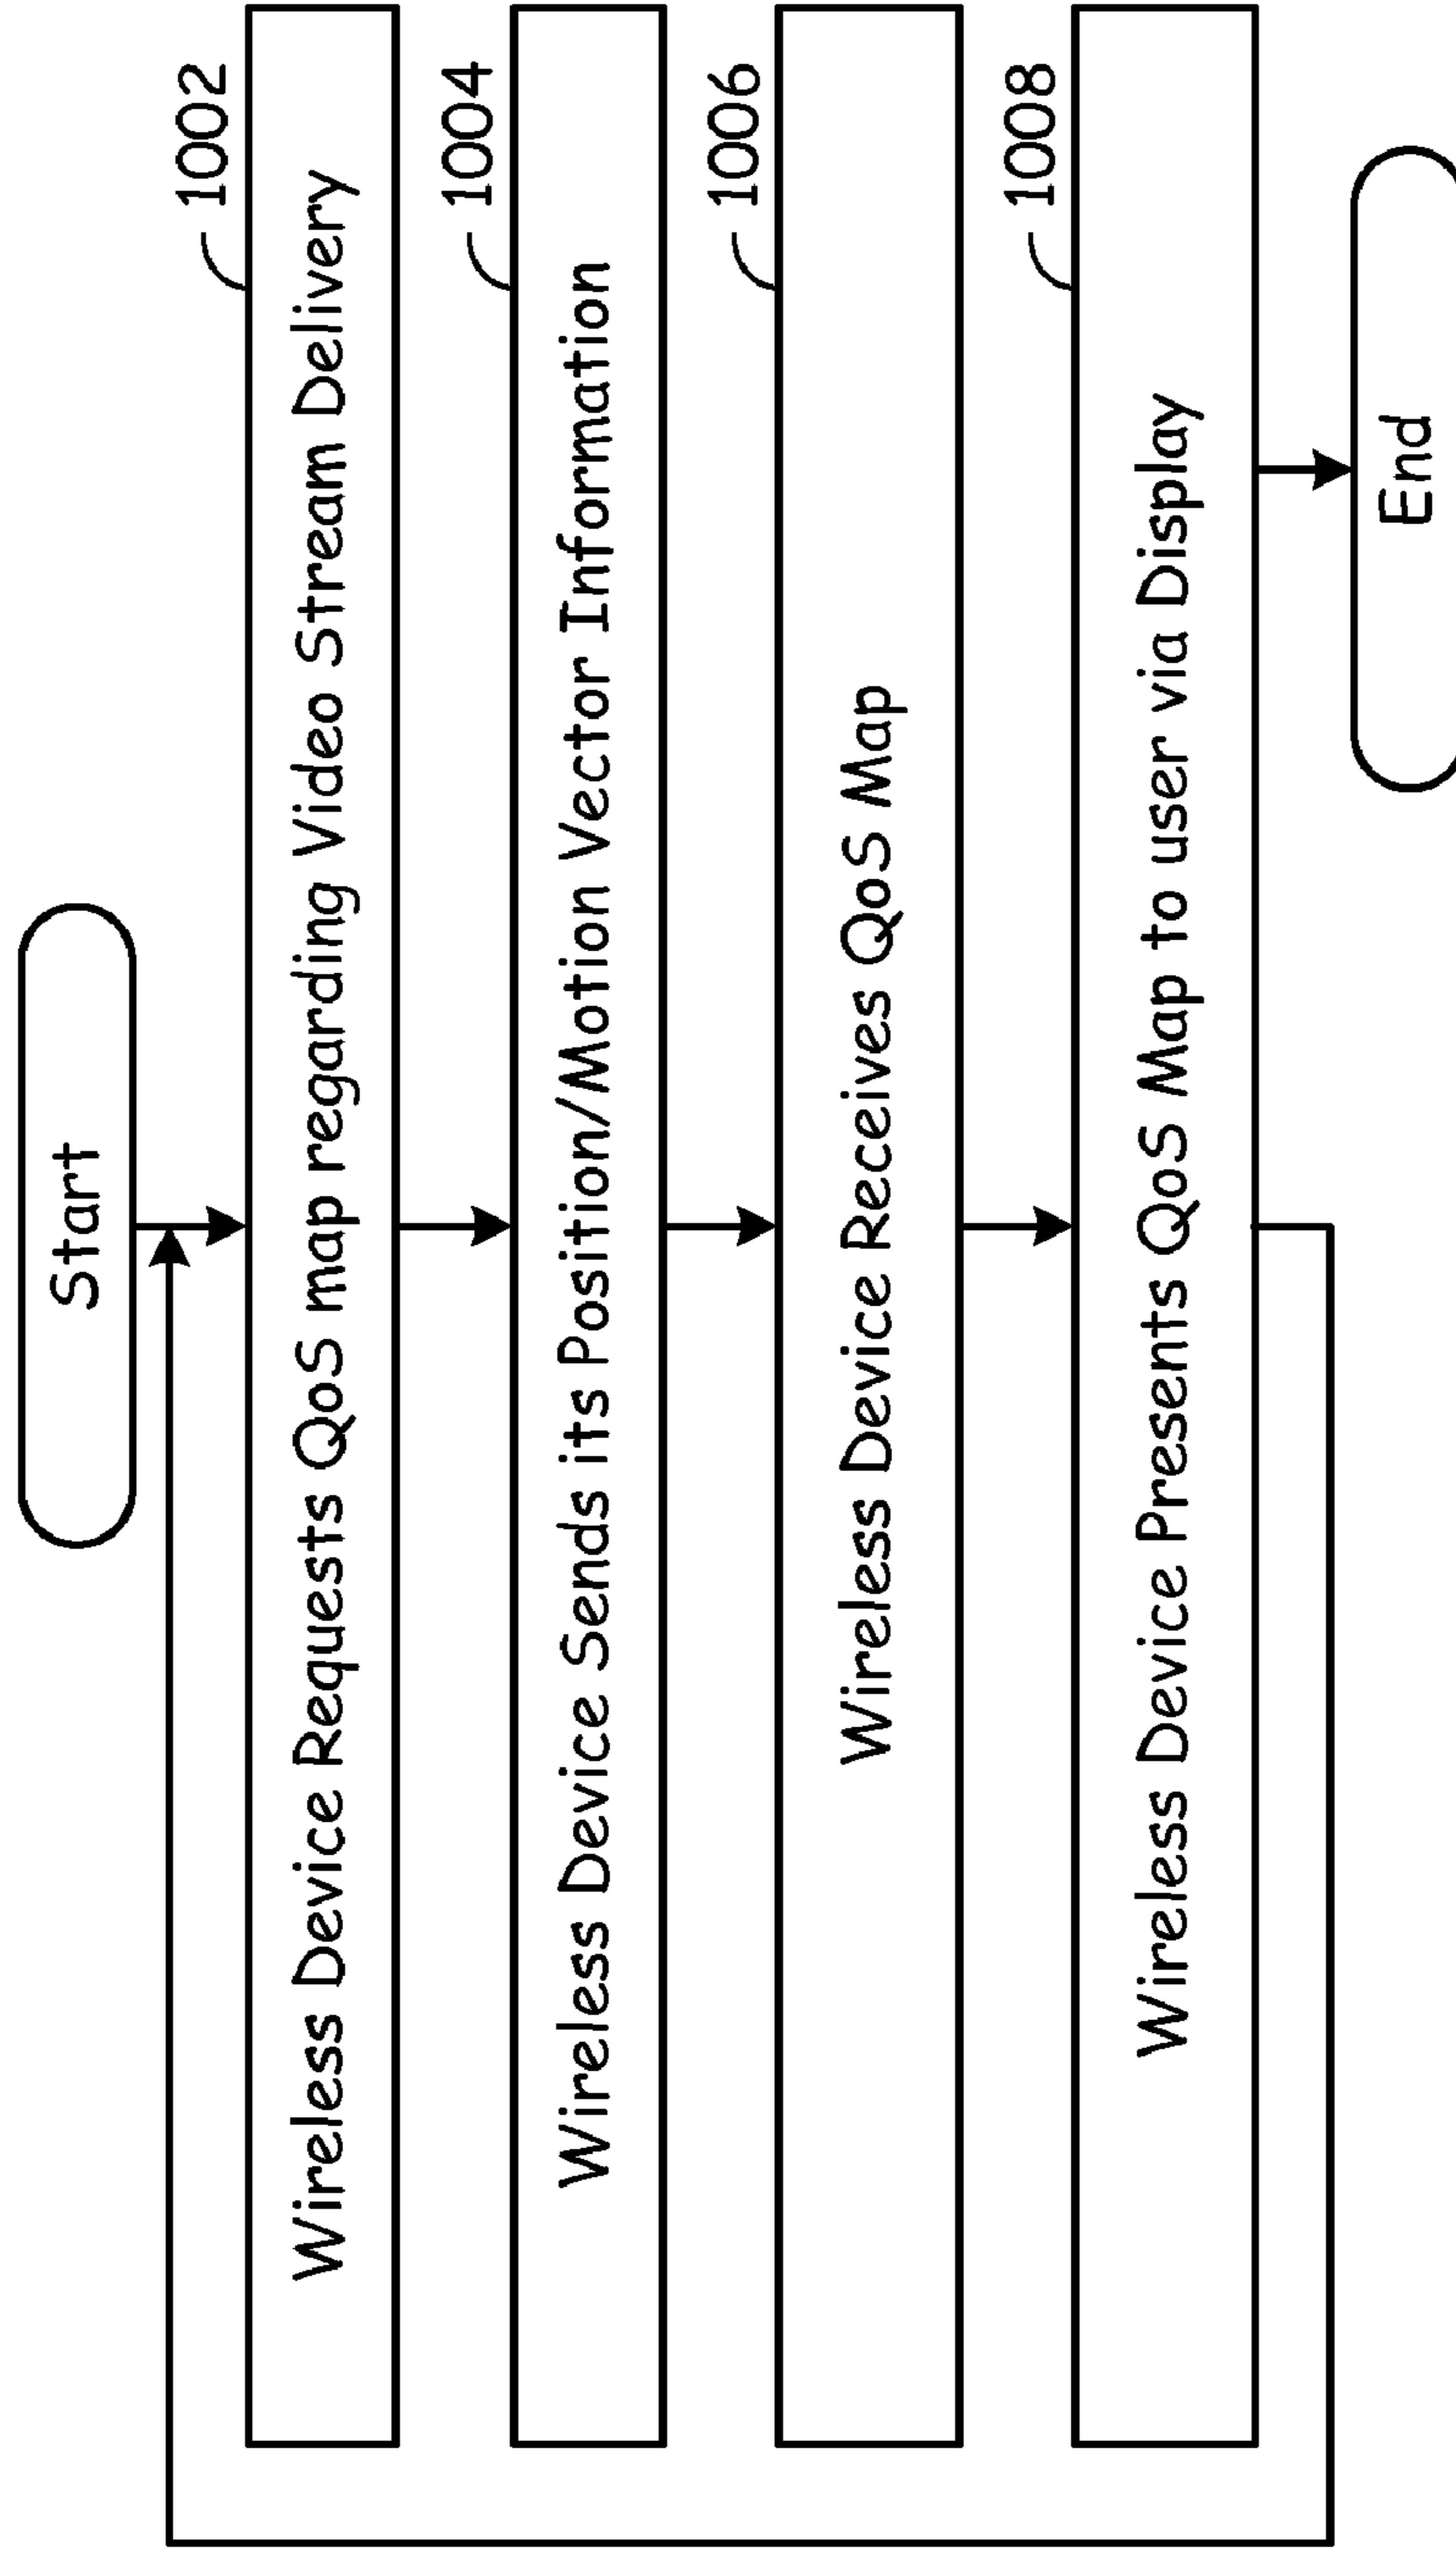 Start
1002
Wireless Device Requests QoS map regarding Video Stream Delivery
1004
Wireless Device Sends its Position/Motion Vector Information
1006
Wireless Device Receives QoS Map
1008
Wireless Device Presents QoS Map to user via Display
End